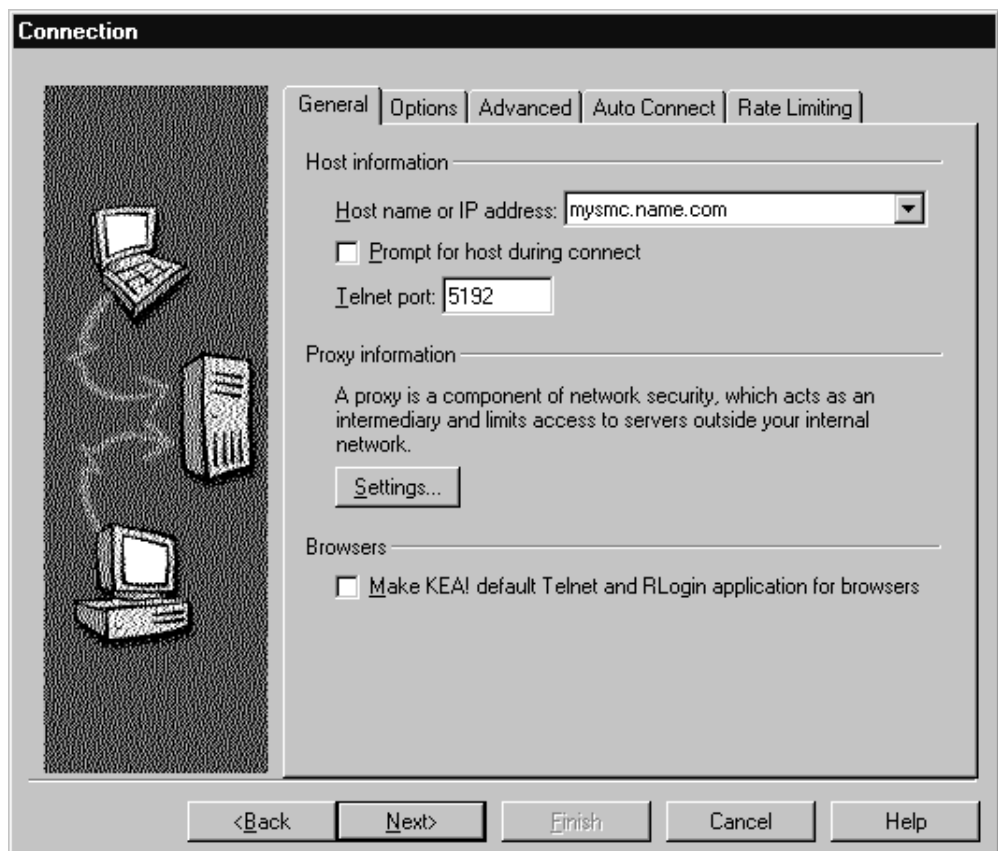 Connection
General Options Advanced Auto Connect Rate Limiting
Host information
Host name or IP address: mysmc.name.com
Prompt for host during connect
Telnet port: 5192
Proxy information
A proxy is a component of network security, which acts as an
intermediary and limits access to servers outside your internal
network.
Settings...
Browsers
Make KEA! default Telnet and RLogin application for browsers
<Back Next> Finish Cancel Help